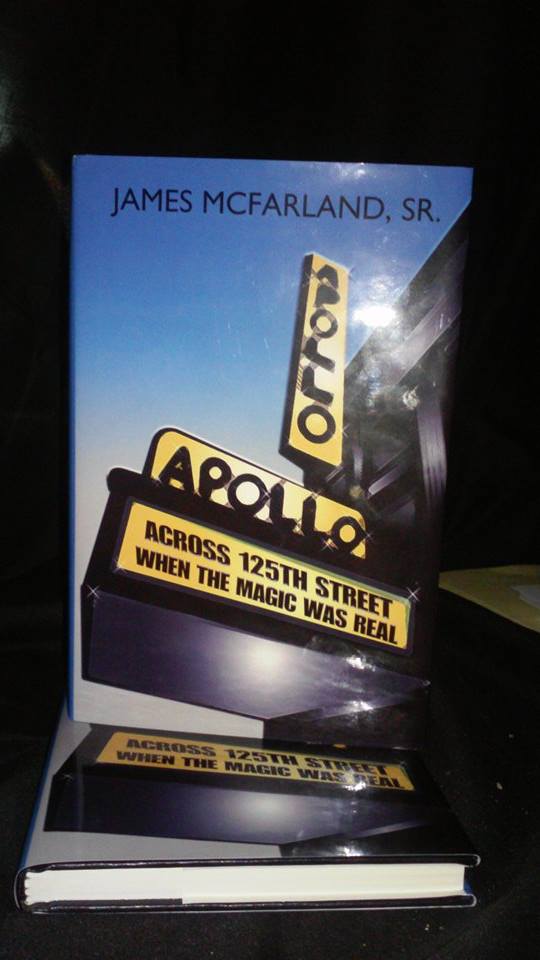 JAMES MCFARLAND, SR.
APOLLO
APOLLO
ACROSS 125TH STREET
WHEN THE MAGIC WAS REAL
ACROSS 125TH STREET
WHEN THE MAGIC WAS REAL